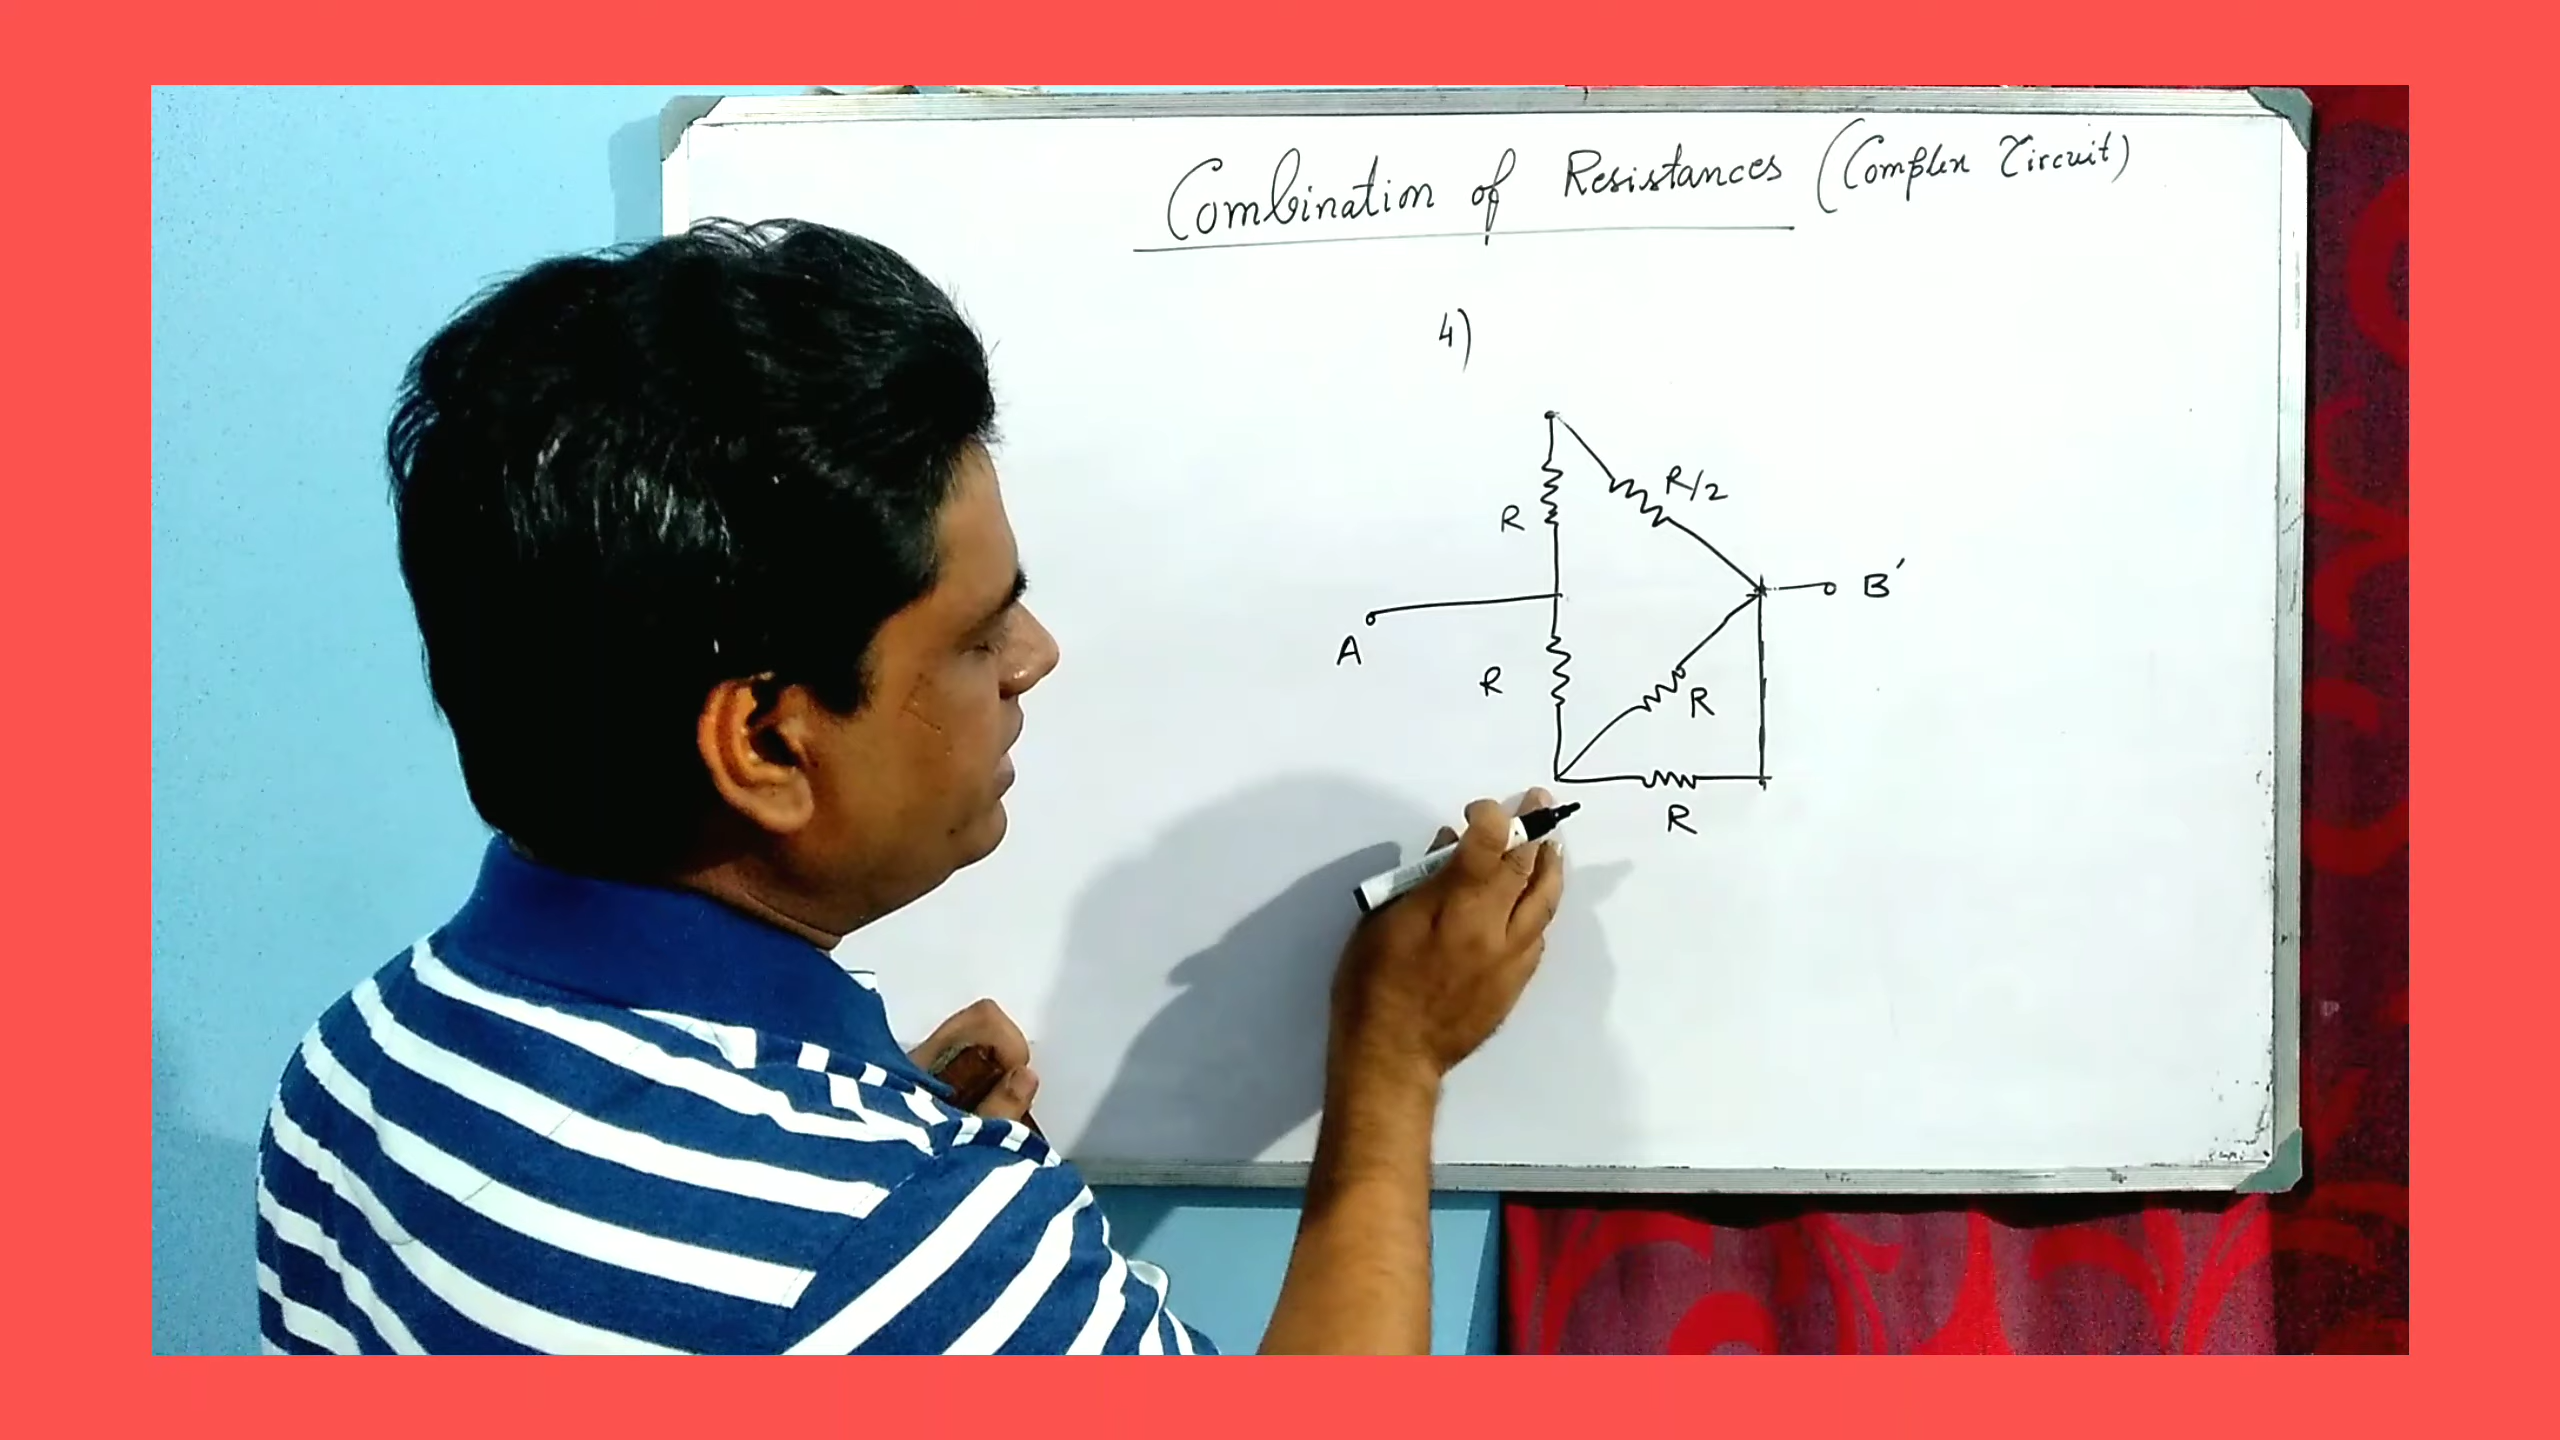 Combination of Resistances (Complex Circuit)
4)
R/2
R
B'
A
R
R
R